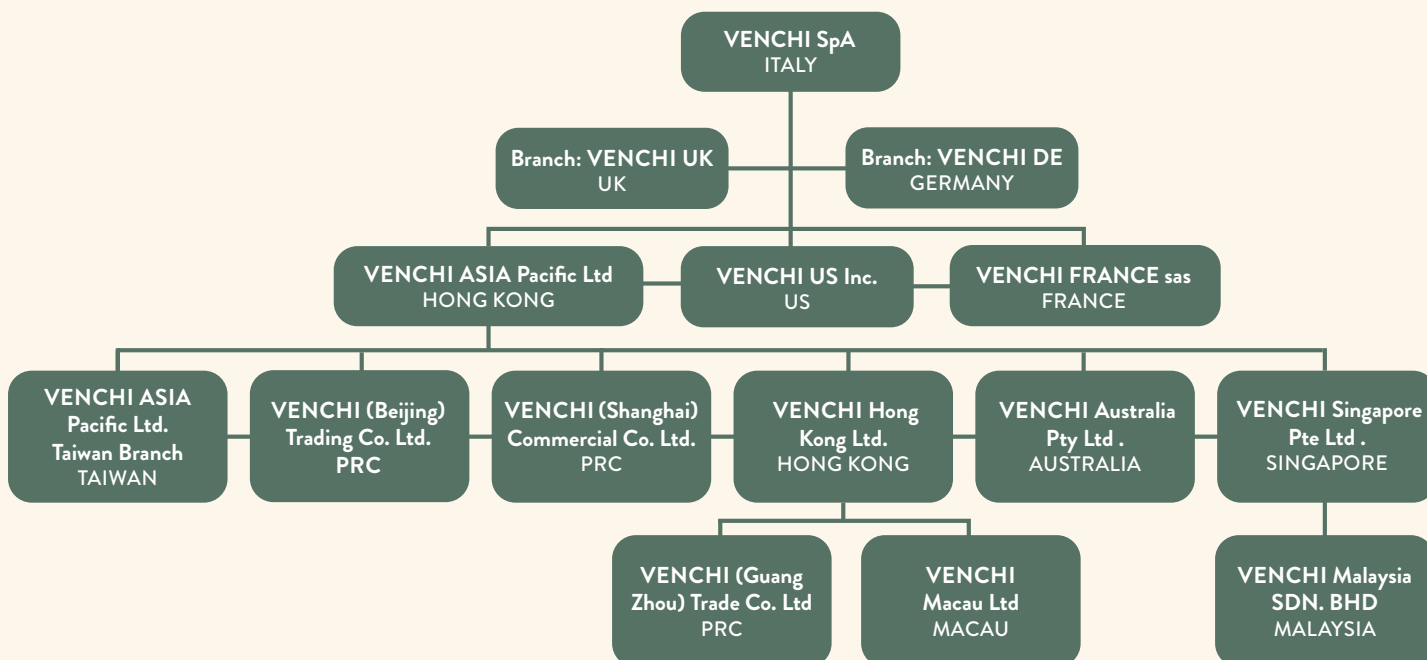 VENCHI SpA
ITALY
Branch: VENCHI UK
UK
Branch: VENCHI DE
GERMANY
VENCHI ASIA Pacific Ltd
HONG KONG
VENCHI US Inc.
US
VENCHI FRANCE sas
FRANCE
VENCHI ASIA
Pacific Ltd.
Taiwan Branch
TAIWAN
VENCHI (Beijing)
Trading Co. Ltd.
PRC
VENCHI (Shanghai)
Commercial Co. Ltd.
PRC
VENCHI Hong
Kong Ltd.
HONG KONG
VENCHI Australia
Pty Ltd .
AUSTRALIA
VENCHI Singapore
Pte Ltd .
SINGAPORE
VENCHI (Guang
Zhou) Trade Co. Ltd
PRC
VENCHI
Macau Ltd
MACAU
VENCHI Malaysia
SDN. BHD
MALAYSIA